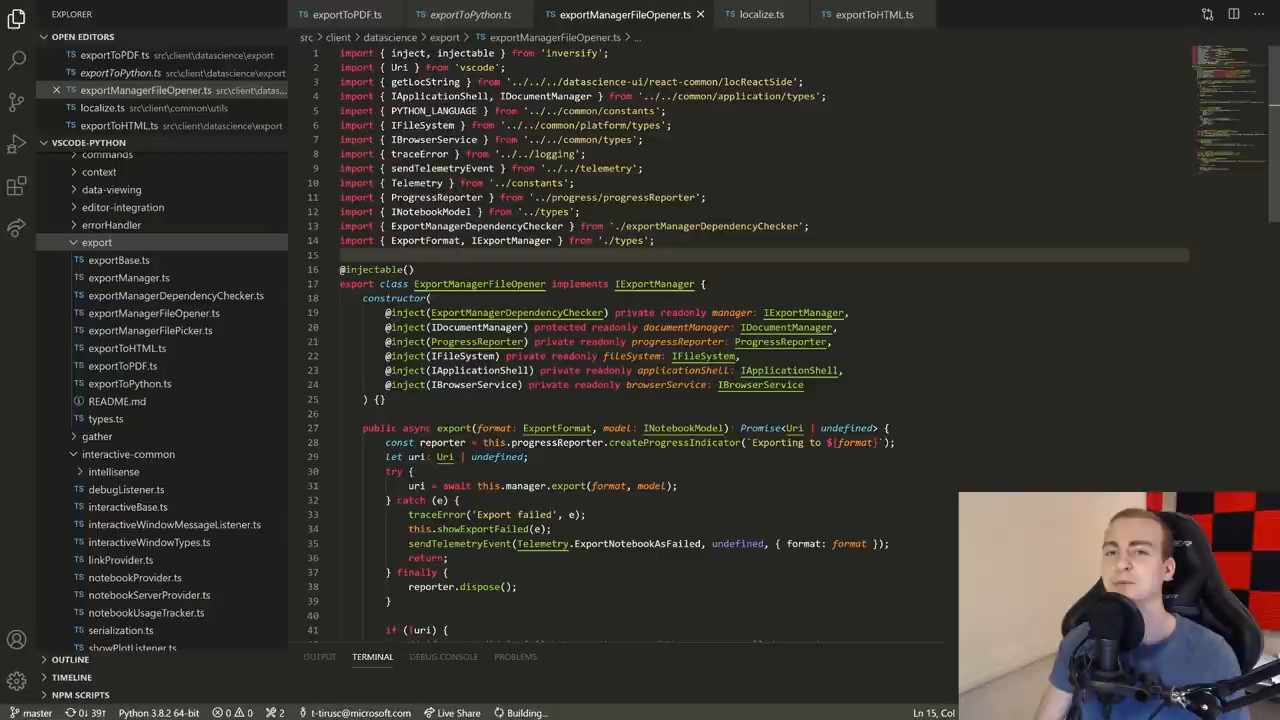 EXPLORER
OPEN EDITORS
exportToPDF.ts src\client\datascience\export
exportToPython.ts src\client\datascience\export
exportManagerFileOpener.ts src\client\datas...
localize.ts src\client\common\utils
exportToHTML.ts src\client\datascience\export
VSCODE-PYTHON
commands
context
data-viewing
editor-integration
errorHandler
export
exportBase.ts
exportManager.ts
exportManagerDependencyChecker.ts
exportManagerFileOpener.ts
exportManagerFilePicker.ts
exportToHTML.ts
exportToPDF.ts
exportToPython.ts
README.md
types.ts
gather
interactive-common
intellisense
debugListener.ts
interactiveBase.ts
interactiveWindowMessageListener.ts
interactiveWindowTypes.ts
linkProvider.ts
notebookProvider.ts
notebookServerProvider.ts
notebookUsageTracker.ts
serialization.ts
showPlotListener.ts
OUTLINE
TIMELINE
NPM SCRIPTS
exportToPDF.ts exportToPython.ts exportManagerFileOpener.ts localize.ts exportToHTML.ts
src > client > datascience > export > TS exportManagerFileOpener.ts > ...
1 import { inject, injectable } from 'inversify';
2 import { Uri } from 'vscode';
3 import { getLocString } from '../../../datascience-ui/react-common/locReactSide';
4 import { IApplicationShell, IDocumentManager } from '../../common/application/types';
5 import { PYTHON_LANGUAGE } from '../../common/constants';
6 import { IFileSystem } from '../../common/platform/types';
7 import { IBrowserService } from '../../common/types';
8 import { traceError } from '../../logging';
9 import { sendTelemetryEvent } from '../../telemetry';
10 import { Telemetry } from '../constants';
11 import { ProgressReporter } from '../progress/progressReporter';
12 import { INotebookModel } from '../types';
13 import { ExportManagerDependencyChecker } from './exportManagerDependencyChecker';
14 import { ExportFormat, IExportManager } from './types';
15
16 @injectable()
17 export class ExportManagerFileOpener implements IExportManager {
18 constructor(
19 @inject(ExportManagerDependencyChecker) private readonly manager: IExportManager,
20 @inject(IDocumentManager) protected readonly documentManager: IDocumentManager,
21 @inject(ProgressReporter) private readonly progressReporter: ProgressReporter,
22 @inject(IFileSystem) private readonly fileSystem: IFileSystem,
23 @inject(IApplicationShell) private readonly applicationShell: IApplicationShell,
24 @inject(IBrowserService) private readonly browserService: IBrowserService
25 ) {}
26
27 public async export(format: ExportFormat, model: INotebookModel): Promise<Uri | undefined> {
28 const reporter = this.progressReporter.createProgressIndicator(`Exporting to ${format}`);
29 let uri: Uri | undefined;
30 try {
31 uri = await this.manager.export(format, model);
32 } catch (e) {
33 traceError('Export failed', e);
34 this.showExportFailed(e);
35 sendTelemetryEvent(Telemetry.ExportNotebookAsFailed, undefined, { format: format });
36 return;
37 } finally {
38 reporter.dispose();
39 }
40
41 if (!uri) {
OUTPUT TERMINAL DEBUG CONSOLE PROBLEMS
master 0↓ 39↑ Python 3.8.2 64-bit 0 0 2 t-tirusc@microsoft.com Live Share Building... Ln 15, Col